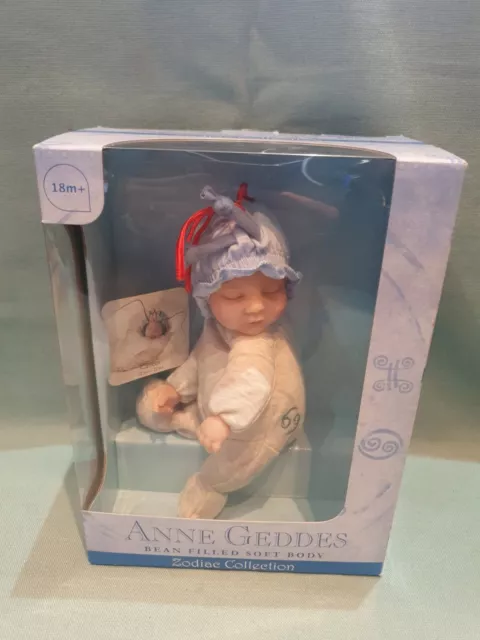 18m+
ANNE GEDDES
BEAN FILLED SOFT BODY
Zodiac Collection